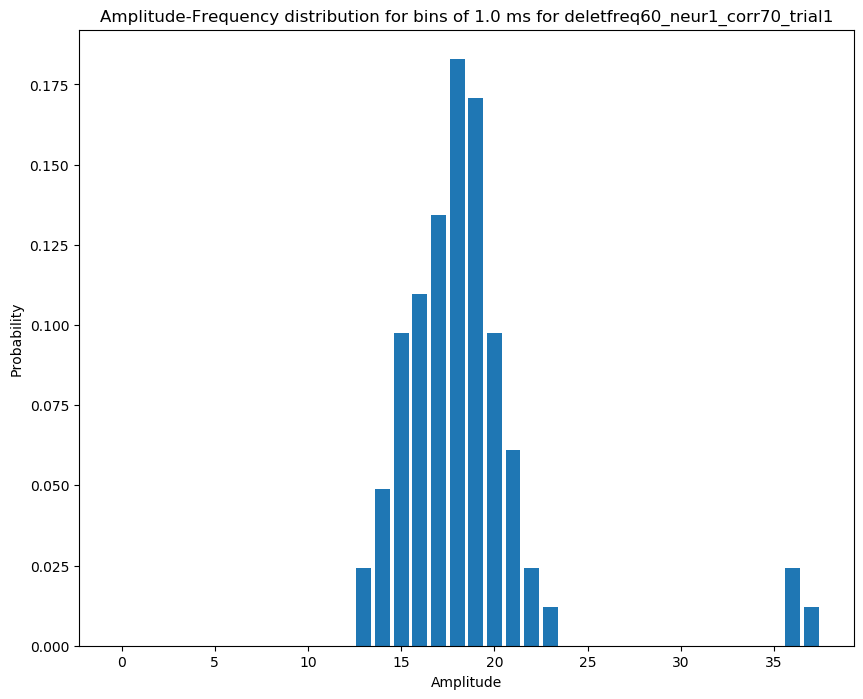 Amplitude-Frequency distribution for bins of 1.0 ms for deletfreq60_neur1_corr70_trial1
0.175
0.150
0.125
0.100
0.075
0.050
0.025
0.000
Probability
0 5 10 15 20 25 30 35
Amplitude